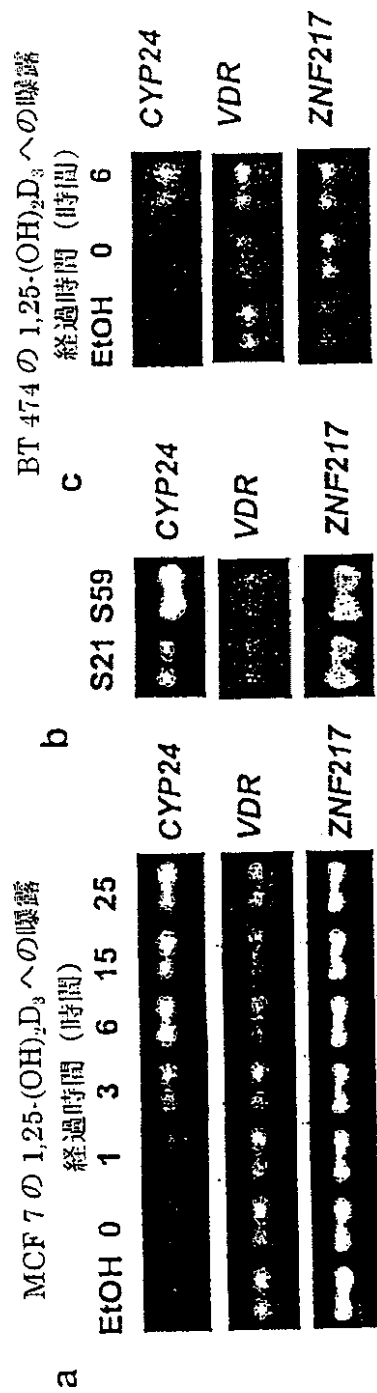 a
MCF 7 の 1,25-(OH)₂D₃ への曝露
経過時間 (時間)
EtOH 0 1 3 6 15 25
CYP24
VDR
ZNF217
b
S21 S59
CYP24
VDR
ZNF217
c
BT 474 の 1,25-(OH)₂D₃ への曝露
経過時間 (時間)
EtOH 0 6
CYP24
VDR
ZNF217